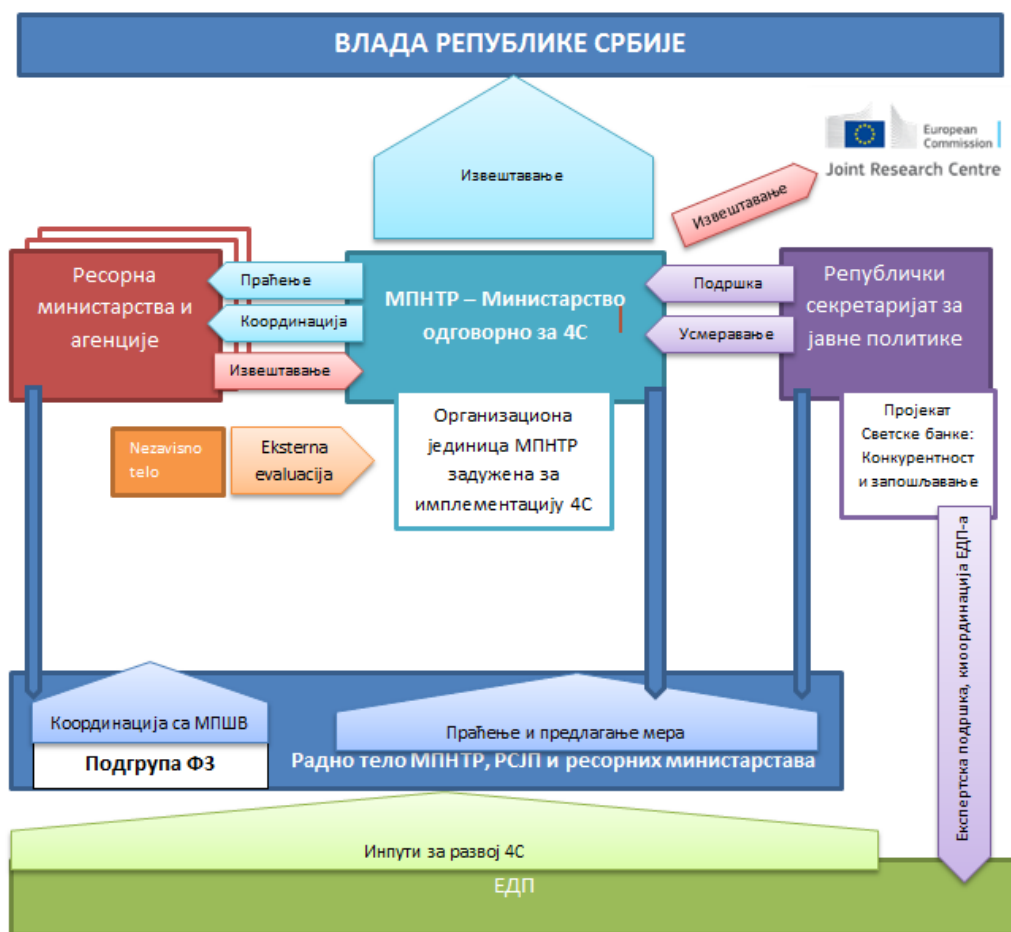 ВЛАДА РЕПУБЛИКЕ СРБИЈЕ
European
Commission
Joint Research Centre
Извештавање
Извештавање
Ресорна
министарства и
агенције
Праћење
Координација
Извештавање
МПНТР – Министарство
одговорно за 4С
Подршка
Усмеравање
Републички
секретаријат за
јавне политике
Nezavisno
telo
Eksterna
evaluacija
Организациона
јединица МПНТР
задужена за
имплементацију 4С
Пројекат
Светске банке:
Конкурентност
и запошљавање
Експертска подршка, кикоординација ЕДП-а
Координација са МПШВ
Подгрупа ФЗ
Праћење и предлагање мера
Радно тело МПНТР, РСЈП и ресорних министарстава
Инпути за развој 4С
ЕДП